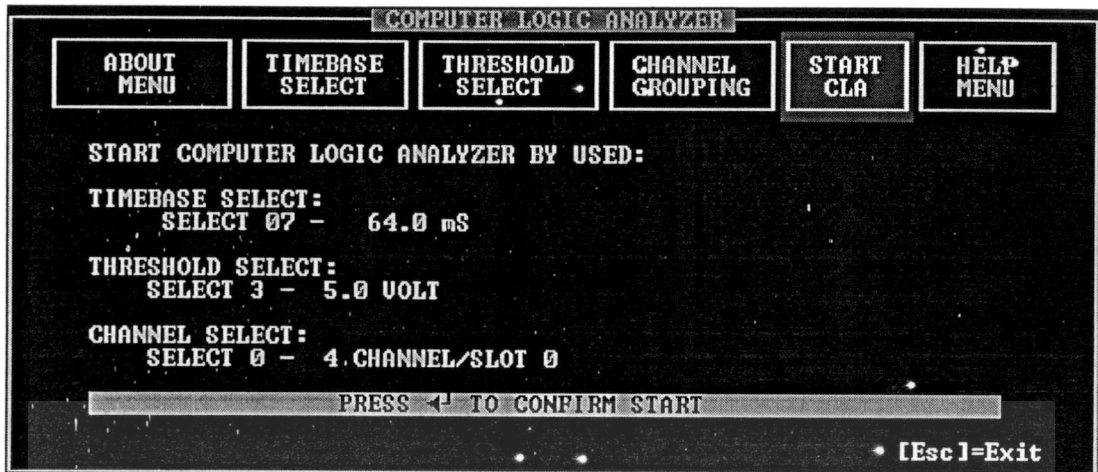 COMPUTER LOGIC ANALYZER
ABOUT MENU
TIMEBASE SELECT
THRESHOLD SELECT
CHANNEL GROUPING
START CLA
HELP MENU
START COMPUTER LOGIC ANALYZER BY USED:
TIMEBASE SELECT:
SELECT 07 - 64.0 mS
THRESHOLD SELECT:
SELECT 3 - 5.0 VOLT
CHANNEL SELECT:
SELECT 0 - 4 CHANNEL/SLOT 0
PRESS ↵ TO CONFIRM START
[Esc]=Exit